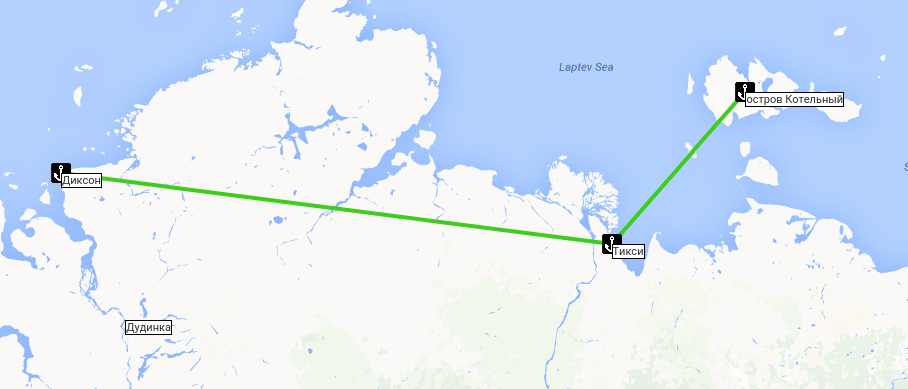 Laptev Sea
остров Котельный
Диксон
Тикси
Дудинка